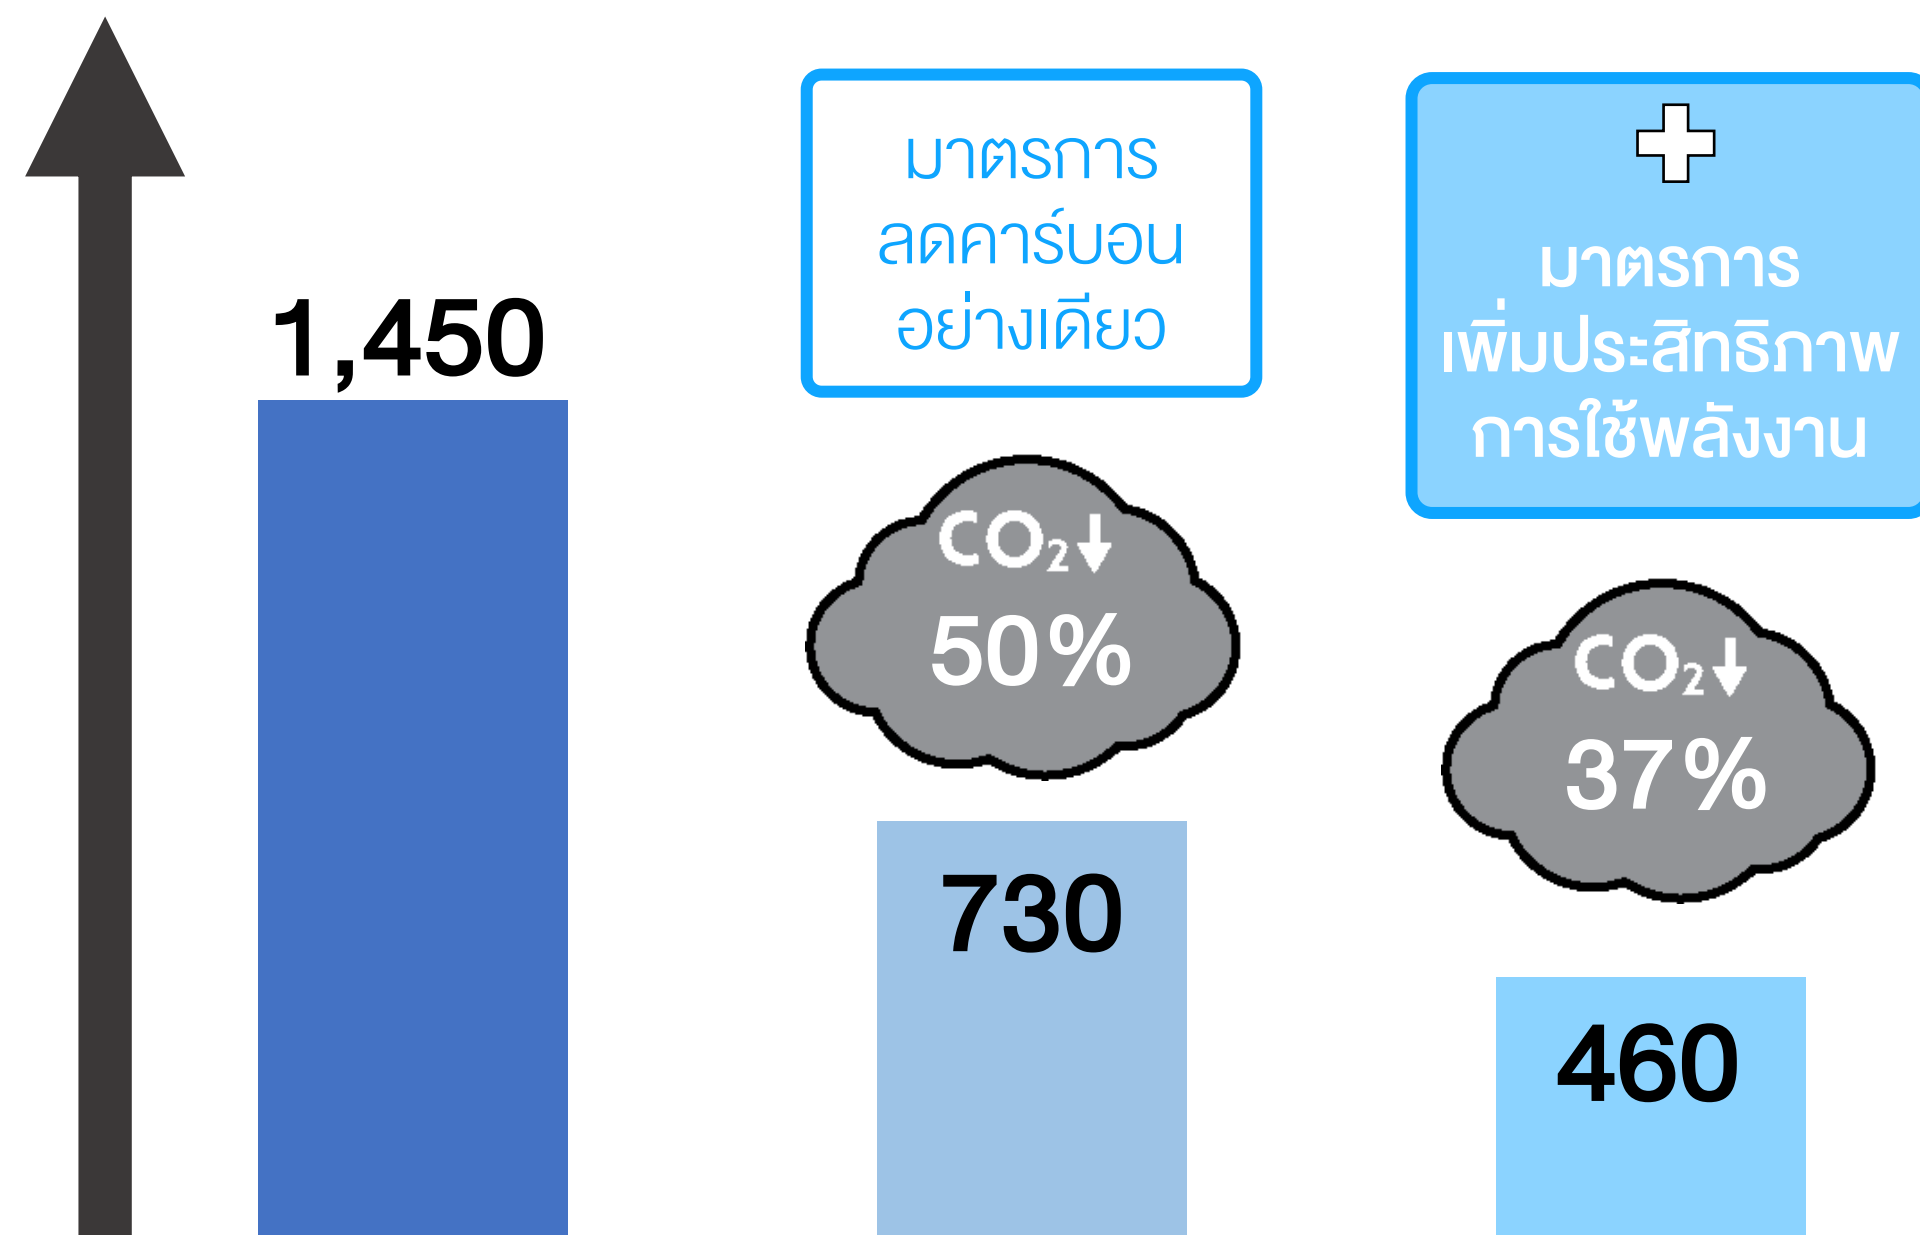 1,450
มาตรการ
ลดคาร์บอน
อย่างเดียว
CO₂↓
50%
730
มาตรการ
เพิ่มประสิทธิภาพ
การใช้พลังงาน
CO₂↓
37%
460